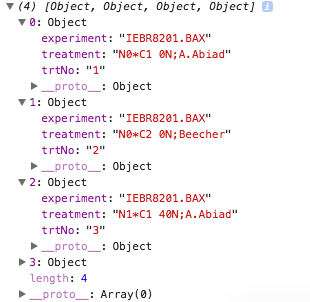 ▼ (4) [Object, Object, Object, Object] i
▼ 0: Object
experiment: "IEBR8201.BAX"
treatment: "N0*C1 0N;A.Abiad"
trtNo: "1"
▶ __proto__: Object
▼ 1: Object
experiment: "IEBR8201.BAX"
treatment: "N0*C2 0N;Beecher"
trtNo: "2"
▶ __proto__: Object
▼ 2: Object
experiment: "IEBR8201.BAX"
treatment: "N1*C1 40N;A.Abiad"
trtNo: "3"
▶ __proto__: Object
▶ 3: Object
length: 4
▶ __proto__: Array(0)